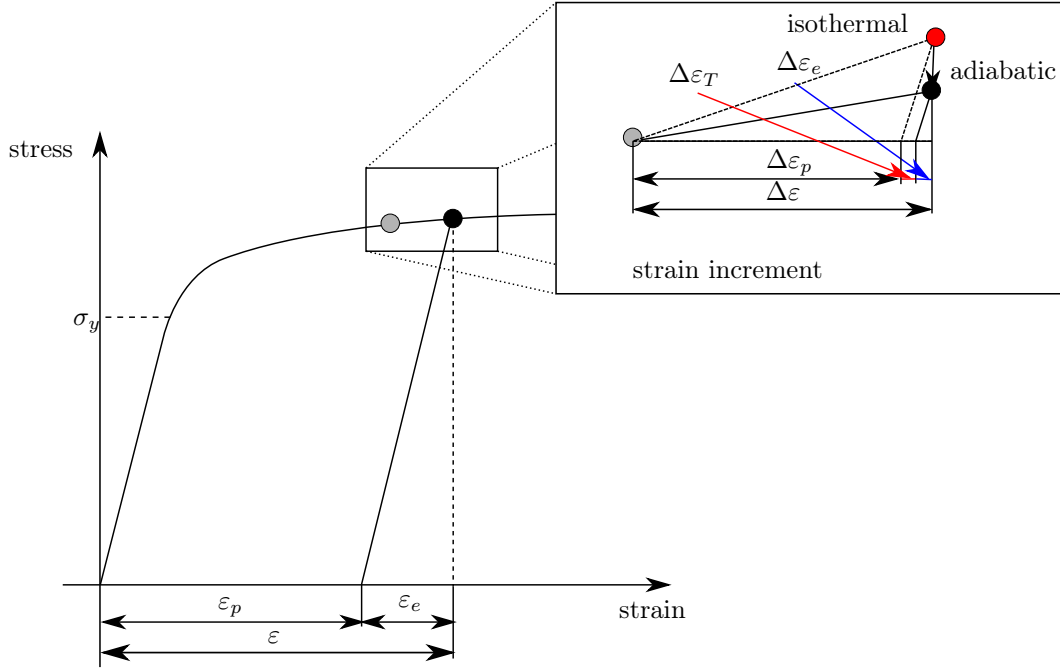 isothermal
Δε_e
Δε_T
adiabatic
stress
Δε_p
Δε
strain increment
σ_y
ε_p
ε_e
strain
ε